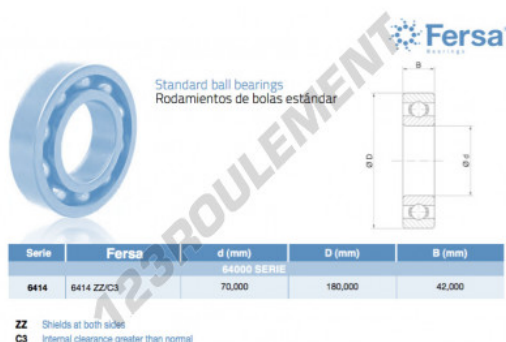 Fersa
Bearings
Standard ball bearings
Rodamientos de bolas estándar
B
Ø D
Ø d
Serie Fersa d (mm) D (mm) B (mm)
64000 SERIE
6414 6414 ZZ/C3 70,000 180,000 42,000
ZZ Shields at both sides
C3 Internal clearance greater than normal
123ROULEMENT